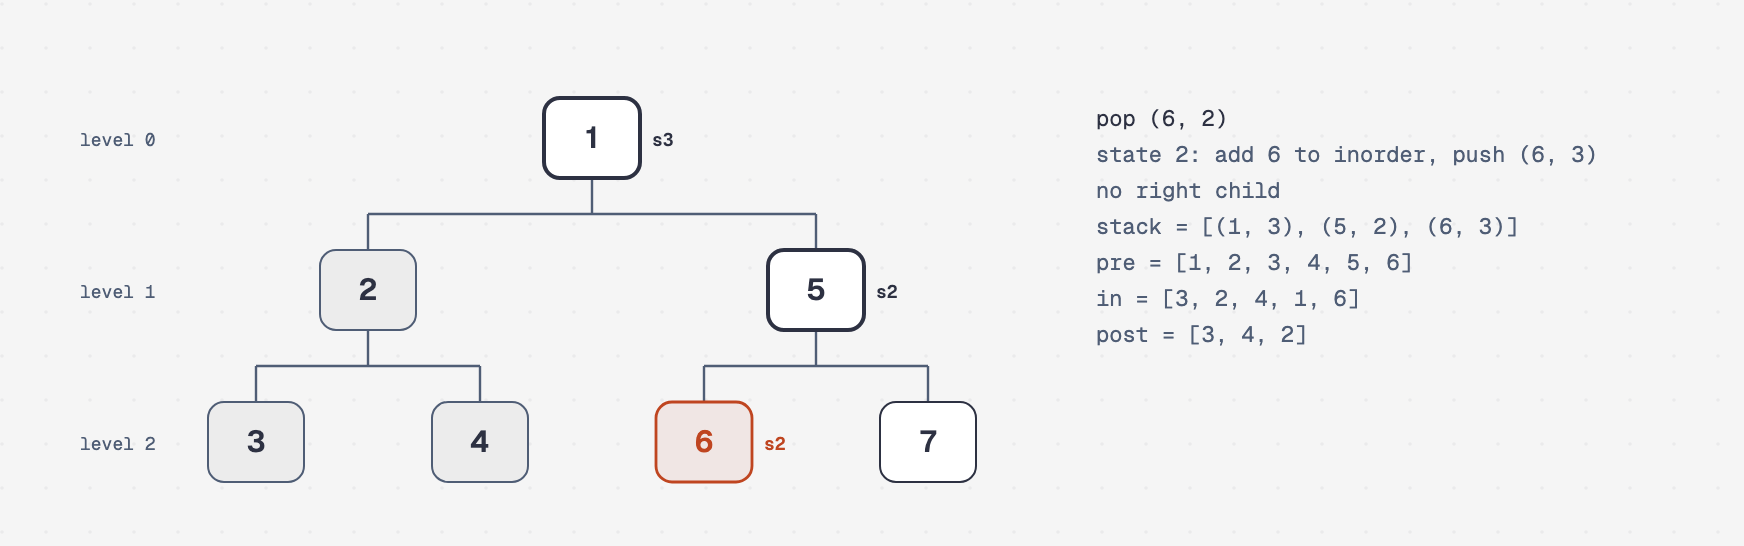 level 0
1
s3
level 1
2
5
s2
level 2
3
4
6
s2
7
pop (6, 2)
state 2: add 6 to inorder, push (6, 3)
no right child
stack = [(1, 3), (5, 2), (6, 3)]
pre = [1, 2, 3, 4, 5, 6]
in = [3, 2, 4, 1, 6]
post = [3, 4, 2]